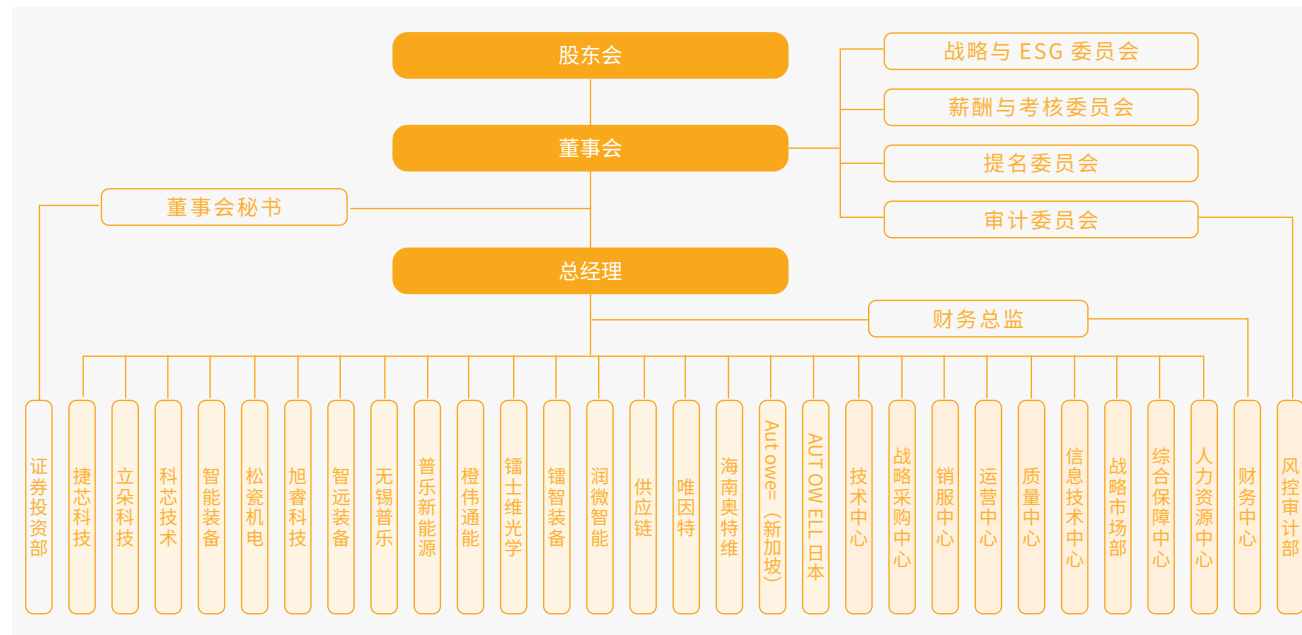 股东会
战略与 ESG 委员会
薪酬与考核委员会
董事会
提名委员会
董事会秘书
审计委员会
总经理
财务总监
证券投资部
捷芯科技
立朵科技
科芯技术
智能装备
松瓷机电
旭睿科技
智远装备
无锡普乐
普乐新能源
橙伟通能
镭士维光学
镭智装备
润微智能
供应链
唯因特
海南奥特维
Autowe=（新加坡）
AUTOWELL日本
技术中心
战略采购中心
销服中心
运营中心
质量中心
信息技术中心
战略市场部
综合保障中心
人力资源中心
财务中心
风控审计部